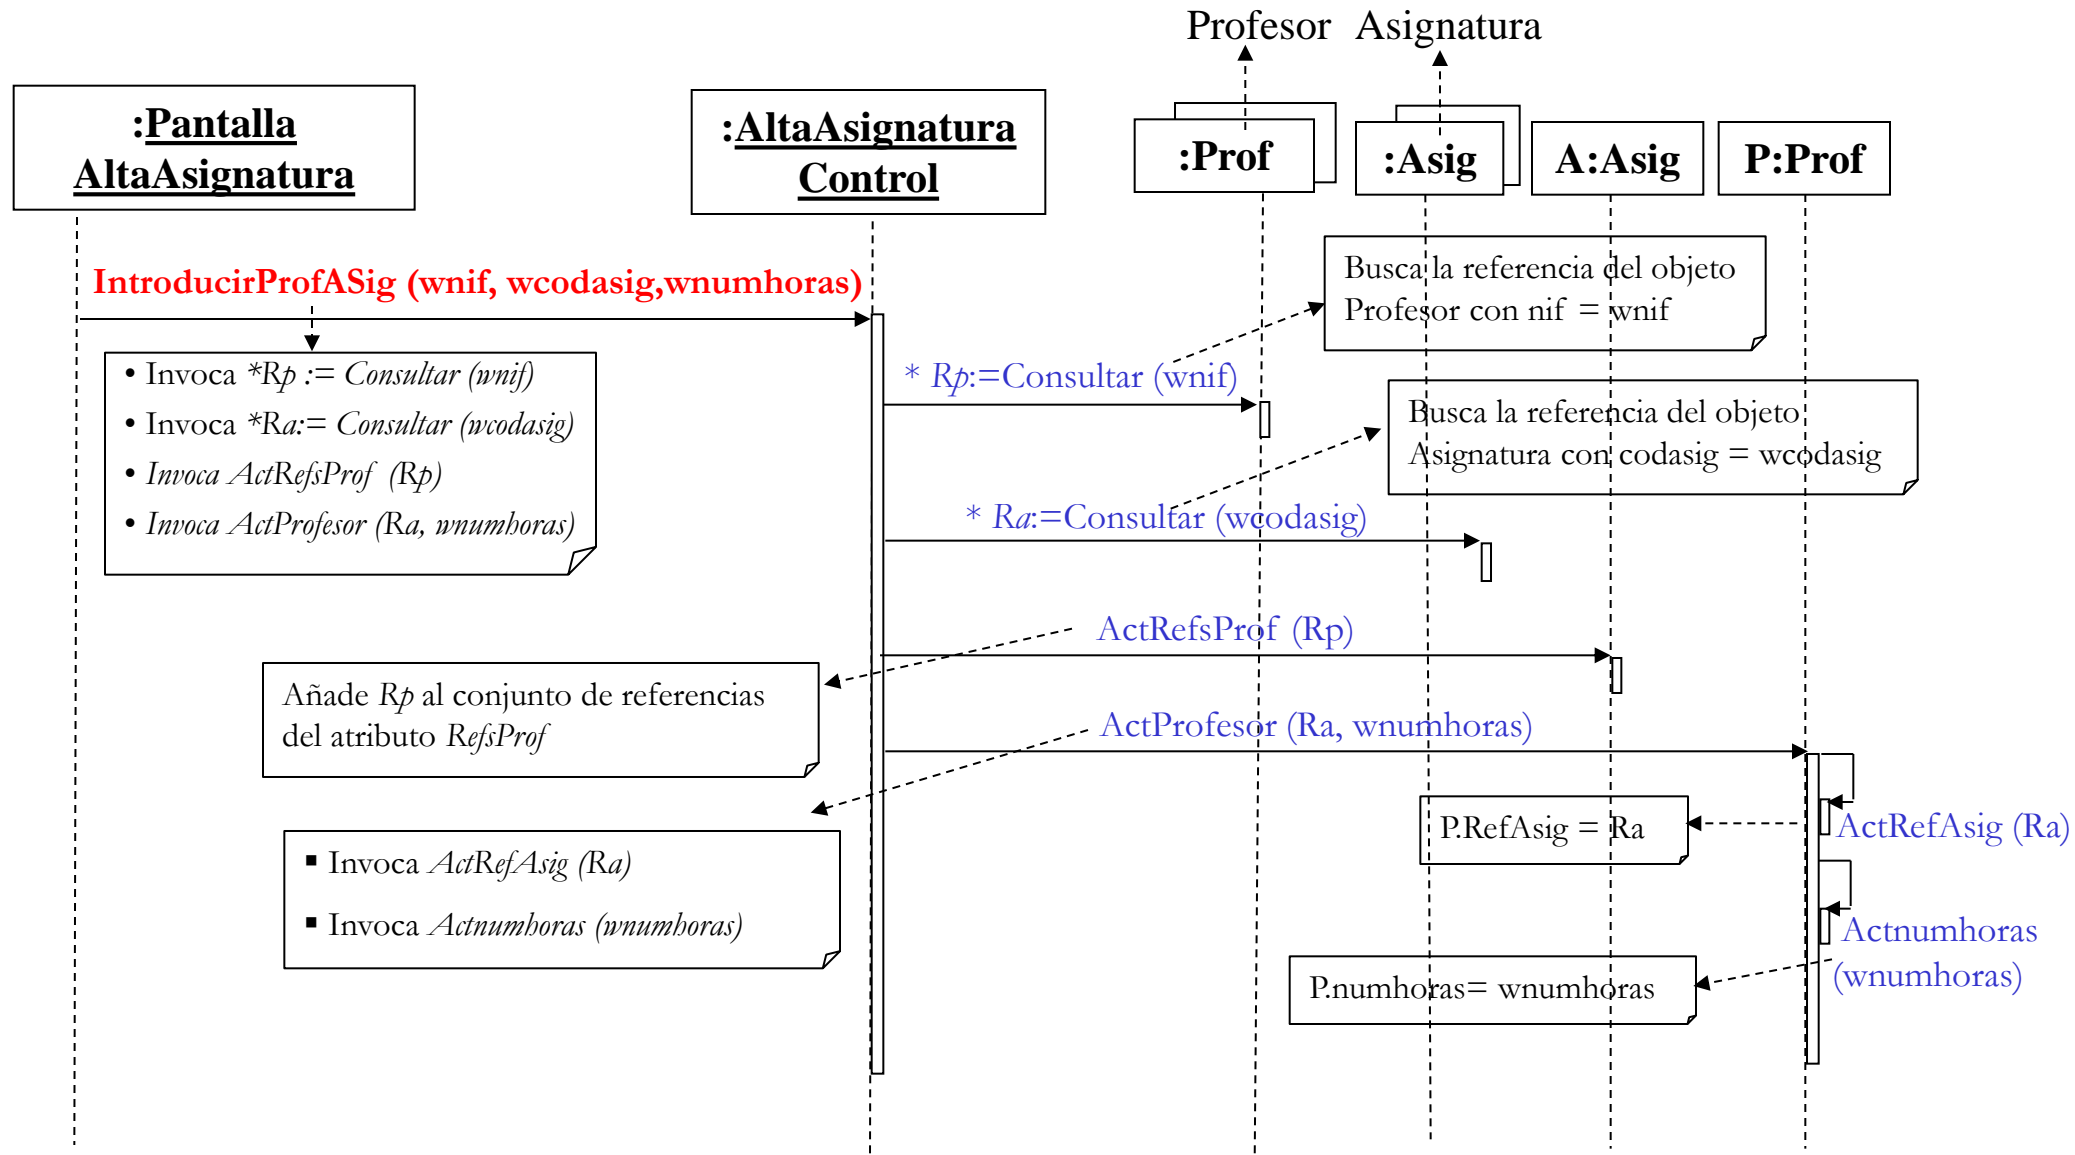 Profesor Asignatura
:Pantalla
AltaAsignatura
:AltaAsignatura
Control
:Prof
:Asig
A:Asig
P:Prof
IntroducirProfASig (wnif, wcodasig,wnumhoras)
Busca la referencia del objeto
Profesor con nif = wnif
• Invoca *Rp := Consultar (wnif)
• Invoca *Ra:= Consultar (wcodasig)
• Invoca ActRefsProf (Rp)
• Invoca ActProfesor (Ra, wnumhoras)
* Rp:=Consultar (wnif)
Busca la referencia del objeto
Asignatura con codasig = wcodasig
* Ra:=Consultar (wcodasig)
ActRefsProf (Rp)
Añade Rp al conjunto de referencias
del atributo RefsProf
ActProfesor (Ra, wnumhoras)
P.RefAsig = Ra
ActRefAsig (Ra)
▪ Invoca ActRefAsig (Ra)
▪ Invoca Actnumhoras (wnumhoras)
Actnumhoras
(wnumhoras)
P.numhoras= wnumhoras